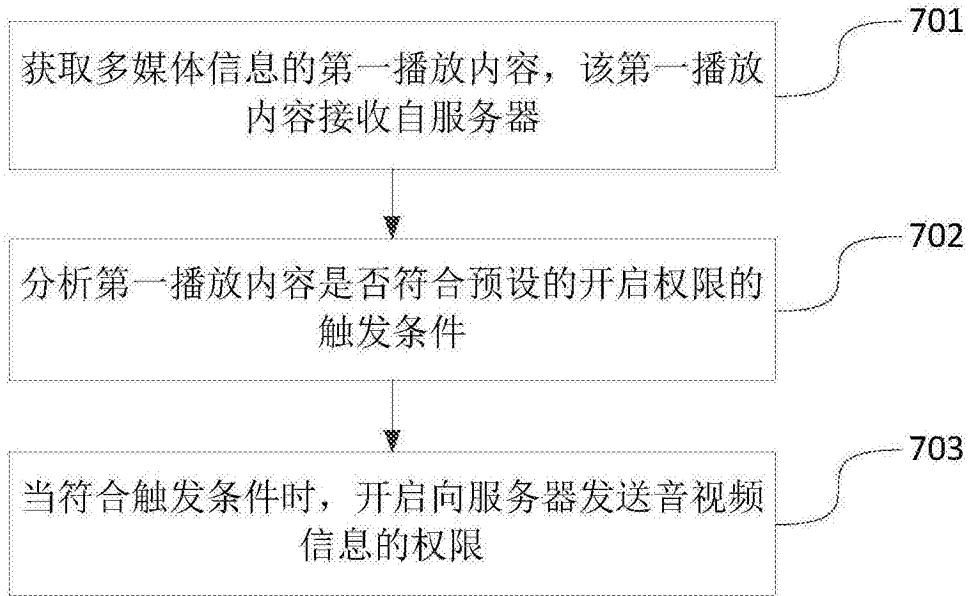 701
获取多媒体信息的第一播放内容，该第一播放
内容接收自服务器
702
分析第一播放内容是否符合预设的开启权限的
触发条件
703
当符合触发条件时，开启向服务器发送音视频
信息的权限